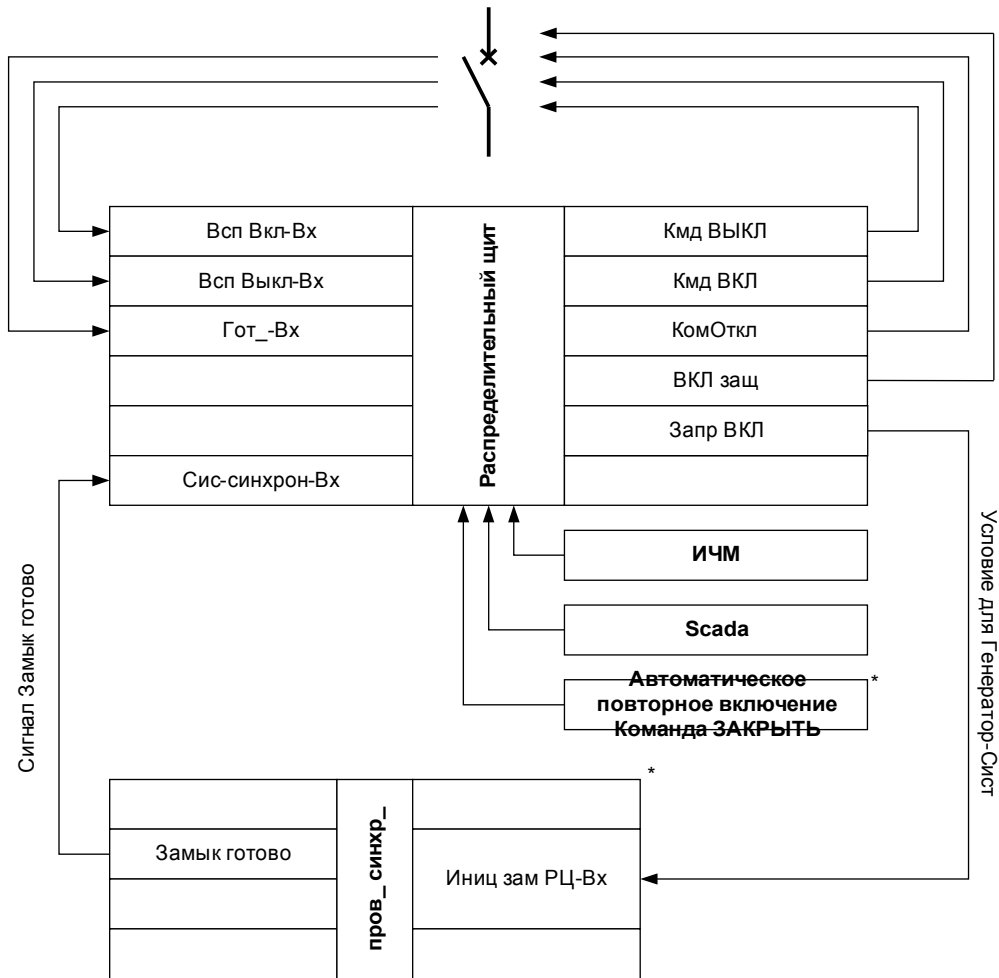 Всп Вкл-Вх
Всп Выкл-Вх
Гот_-Вх
Сис-синхрон-Вх
Распределительный щит
Кмд ВЫКЛ
Кмд ВКЛ
КомОткл
ВКЛ защ
Запр ВКЛ
ИЧМ
Scada
Автоматическое
повторное включение
Команда ЗАКРЫТЬ
*
Сигнал Замык готово
Условие для Генератор-Сист
*
Замык готово
пров_ синхр_
Иниц зам РЦ-Вх